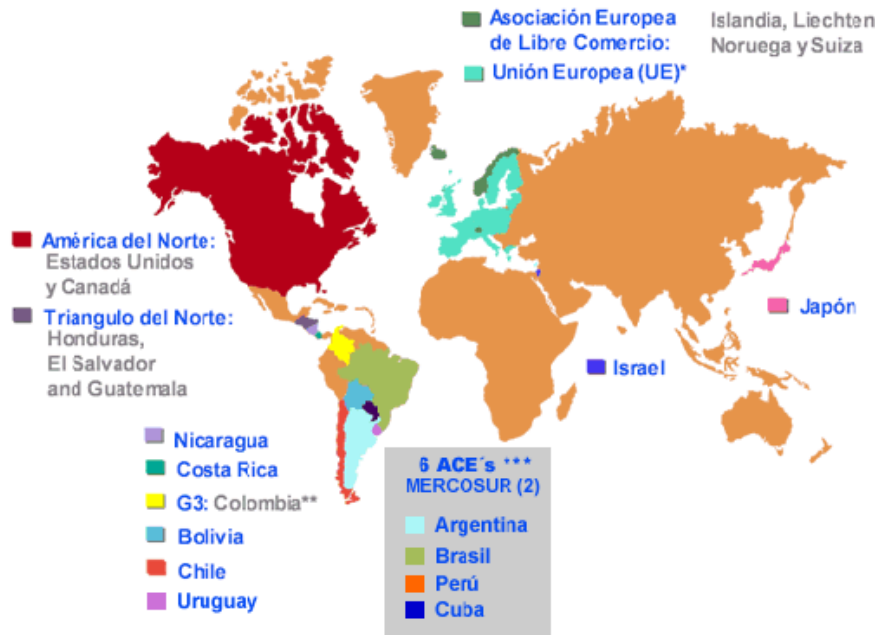 Asociación Europea
de Libre Comercio:
Islandia, Liechten
Noruega y Suiza
Unión Europea (UE)*
América del Norte:
Estados Unidos
y Canadá
Triangulo del Norte:
Honduras,
El Salvador
and Guatemala
Japón
Israel
Nicaragua
Costa Rica
G3: Colombia**
Bolivia
Chile
Uruguay
6 ACE´s ***
MERCOSUR (2)
Argentina
Brasil
Perú
Cuba